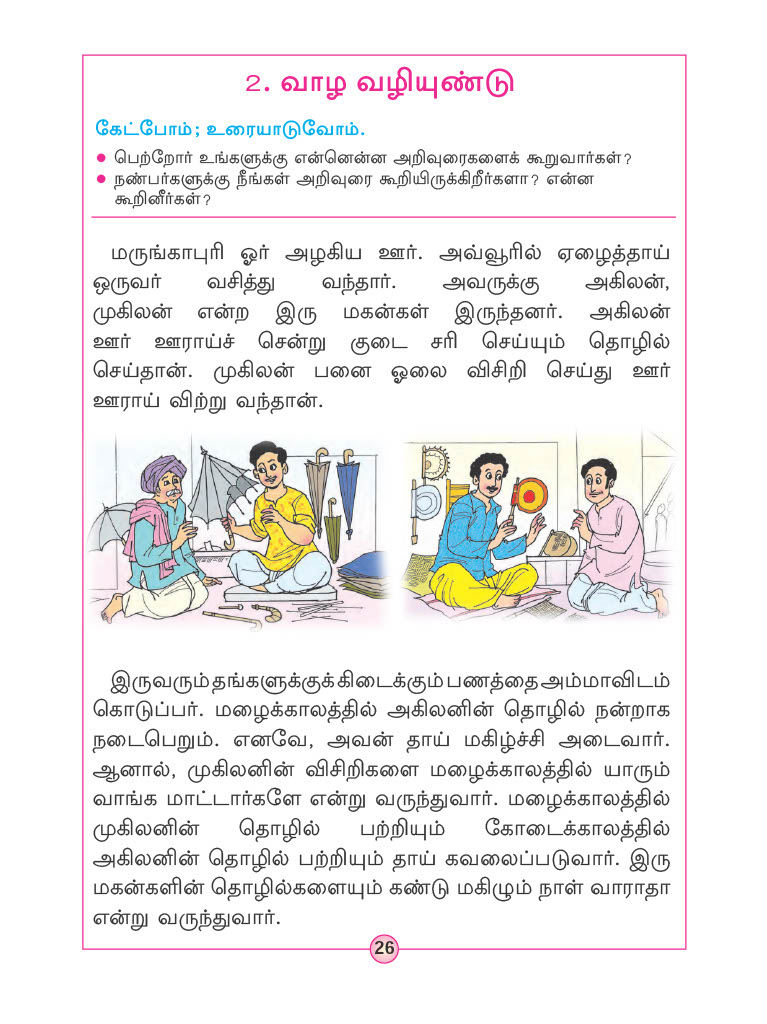 2. வாழ வழியுண்டு
கேட்போம்; உரையாடுவோம்.
● பெற்றோர் உங்களுக்கு என்னென்ன அறிவுரைகளைக் கூறுவார்கள்?
● நண்பர்களுக்கு நீங்கள் அறிவுரை கூறியிருக்கிறீர்களா? என்ன
கூறினீர்கள்?
மருங்காபுரி ஓர் அழகிய ஊர். அவ்வூரில் ஏழைத்தாய்
ஒருவர் வசித்து வந்தார். அவருக்கு அகிலன்,
முகிலன் என்ற இரு மகன்கள் இருந்தனர். அகிலன்
ஊர் ஊராய்ச் சென்று குடை சரி செய்யும் தொழில்
செய்தான். முகிலன் பனை ஓலை விசிறி செய்து ஊர்
ஊராய் விற்று வந்தான்.
இருவரும் தங்களுக்குக் கிடைக்கும் பணத்தை அம்மாவிடம்
கொடுப்பர். மழைக்காலத்தில் அகிலனின் தொழில் நன்றாக
நடைபெறும். எனவே, அவன் தாய் மகிழ்ச்சி அடைவார்.
ஆனால், முகிலனின் விசிறிகளை மழைக்காலத்தில் யாரும்
வாங்க மாட்டார்களே என்று வருந்துவார். மழைக்காலத்தில்
முகிலனின் தொழில் பற்றியும் கோடைக்காலத்தில்
அகிலனின் தொழில் பற்றியும் தாய் கவலைப்படுவார். இரு
மகன்களின் தொழில்களையும் கண்டு மகிழும் நாள் வாராதா
என்று வருந்துவார்.
26